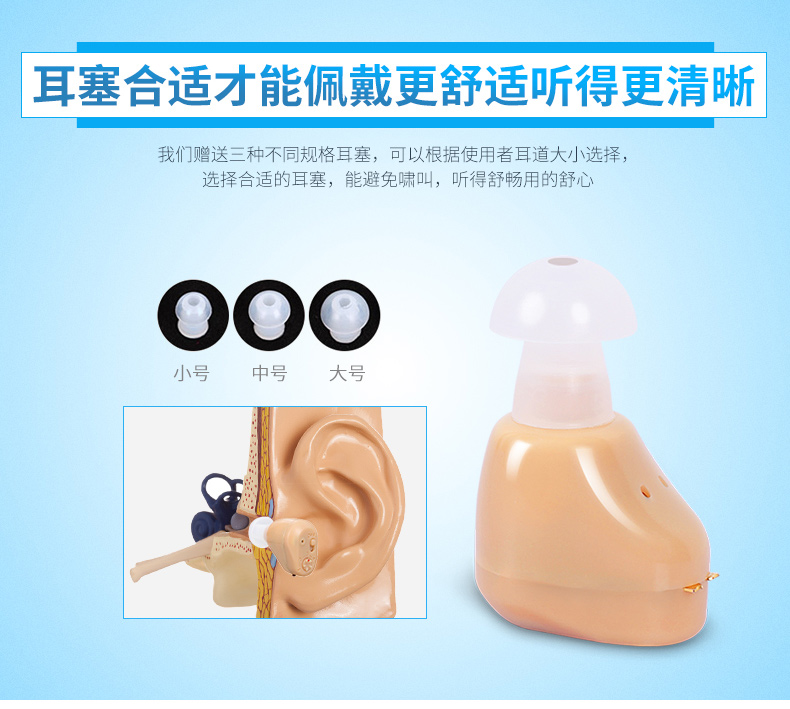 耳塞合适才能佩戴更舒适听得更清晰
我们赠送三种不同规格耳塞，可以根据使用者耳道大小选择，
选择合适的耳塞，能避免啸叫，听得舒畅用的舒心
小号
中号
大号